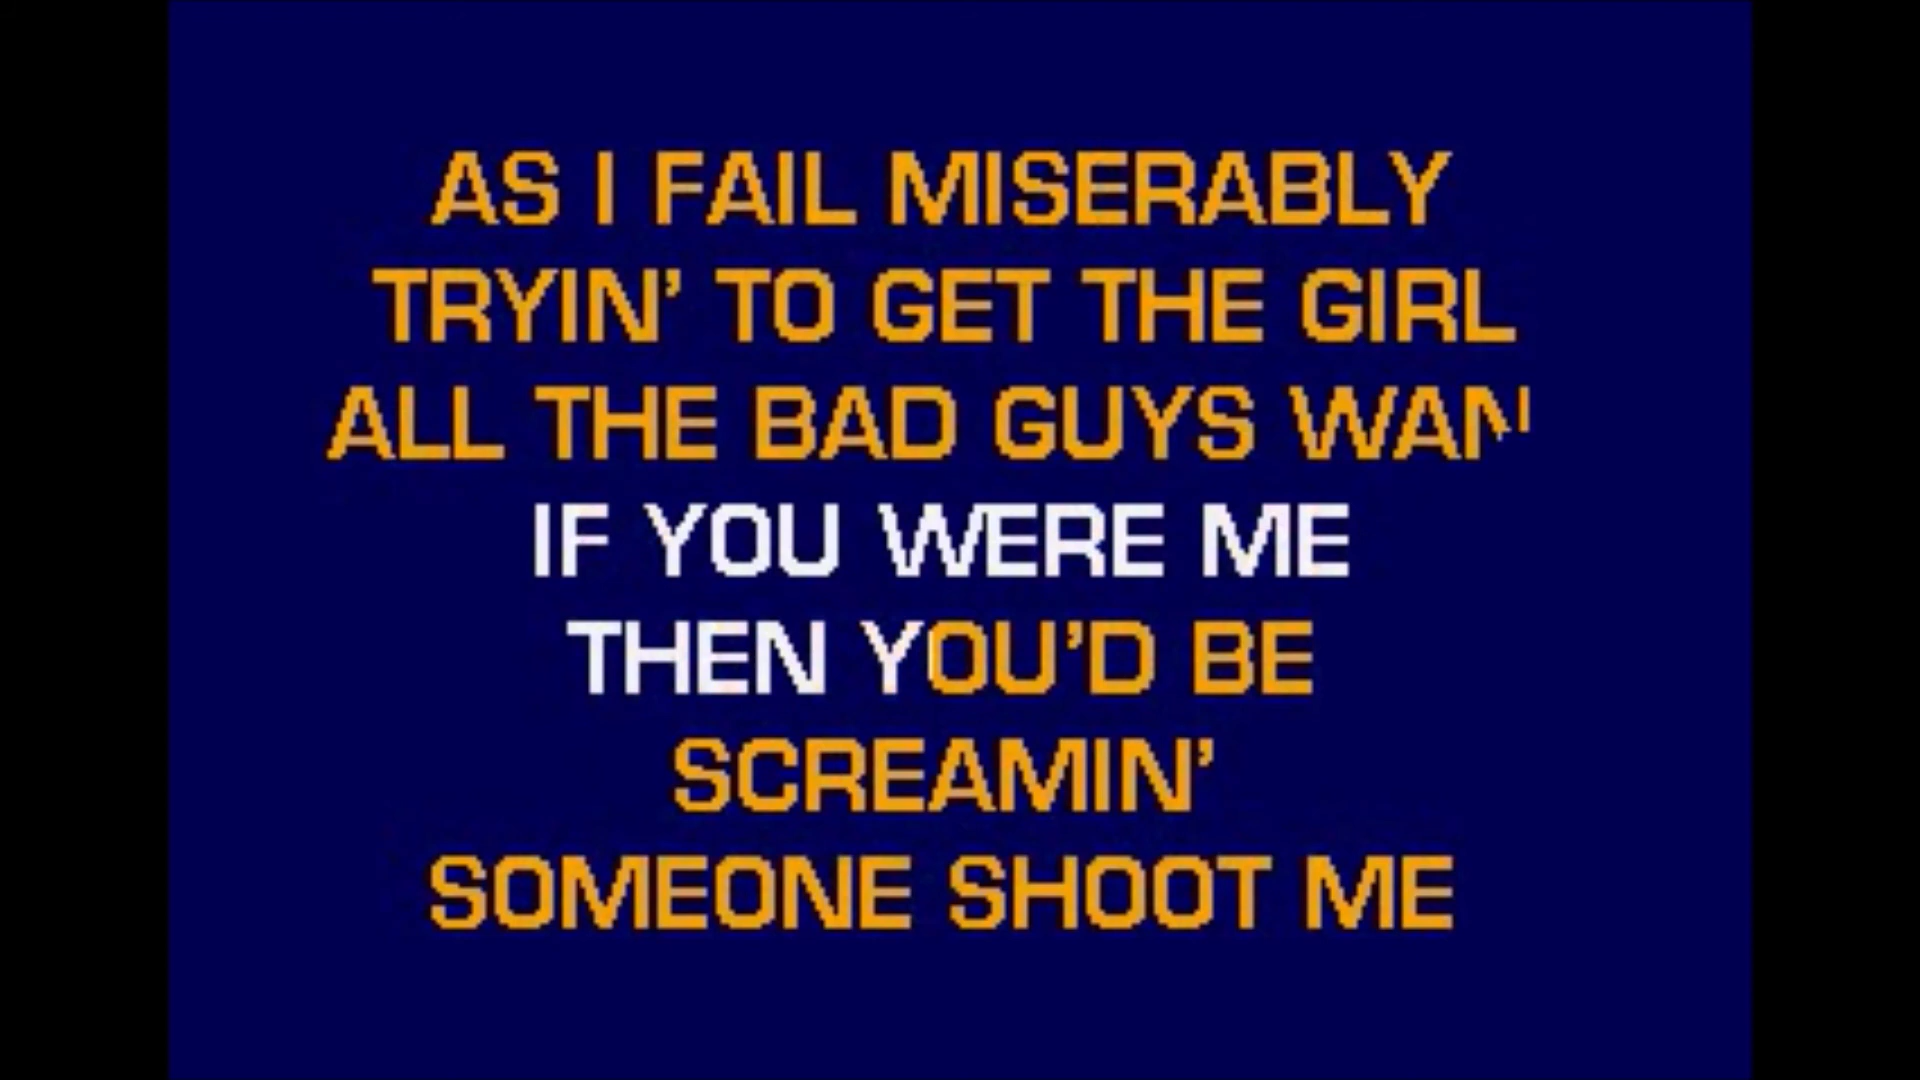 AS I FAIL MISERABLY
TRYIN' TO GET THE GIRL
ALL THE BAD GUYS WAN
IF YOU WERE ME
THEN YOU'D BE
SCREAMIN'
SOMEONE SHOOT ME